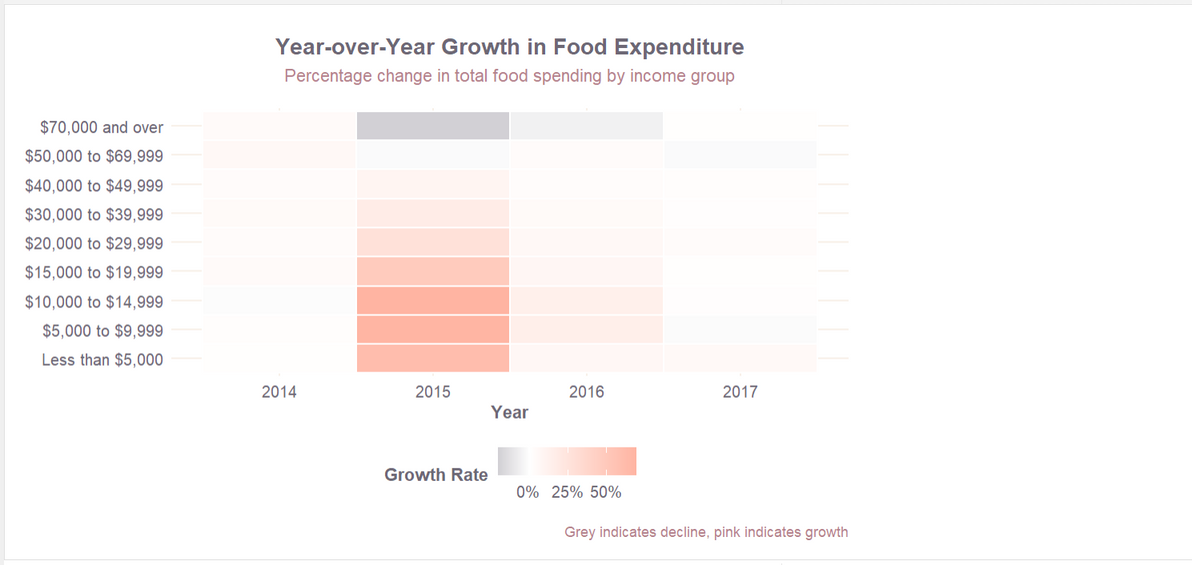 Year-over-Year Growth in Food Expenditure
Percentage change in total food spending by income group
$70,000 and over
$50,000 to $69,999
$40,000 to $49,999
$30,000 to $39,999
$20,000 to $29,999
$15,000 to $19,999
$10,000 to $14,999
$5,000 to $9,999
Less than $5,000
2014 2015 2016 2017
Year
Growth Rate
0% 25% 50%
Grey indicates decline, pink indicates growth